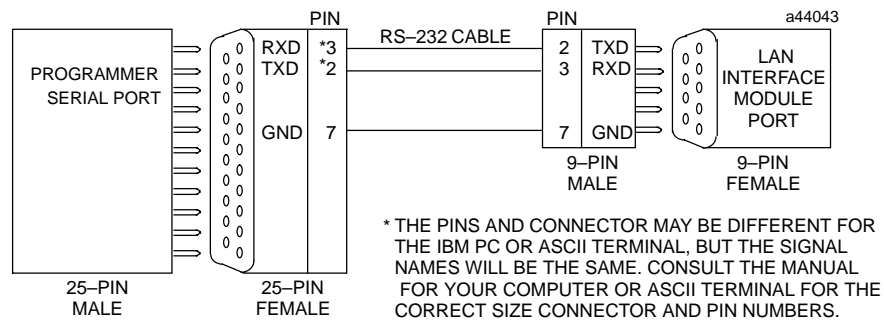 PIN
PIN
a44043
RS–232 CABLE
RXD *3
2 TXD
TXD *2
3 RXD
GND 7
7 GND
PROGRAMMER
SERIAL PORT
LAN
INTERFACE
MODULE
PORT
9–PIN
MALE
9–PIN
FEMALE
25–PIN
MALE
25–PIN
FEMALE
* THE PINS AND CONNECTOR MAY BE DIFFERENT FOR
THE IBM PC OR ASCII TERMINAL, BUT THE SIGNAL
NAMES WILL BE THE SAME. CONSULT THE MANUAL
FOR YOUR COMPUTER OR ASCII TERMINAL FOR THE
CORRECT SIZE CONNECTOR AND PIN NUMBERS.